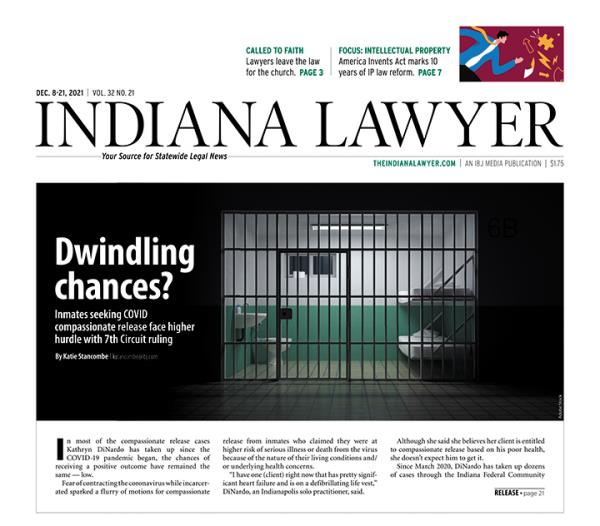 CALLED TO FAITH
Lawyers leave the law
for the church. PAGE 3
FOCUS: INTELLECTUAL PROPERTY
America Invents Act marks 10
years of IP law reform. PAGE 7
DEC. 8-21, 2021 | VOL. 32 NO. 21
INDIANA LAWYER
Your Source for Statewide Legal News
THEINDIANALAWYER.COM | AN IBJ MEDIA PUBLICATION | $1.75
6B
Dwindling
chances?
Inmates seeking COVID
compassionate release face higher
hurdle with 7th Circuit ruling
By Katie Stancombe | kstancombe@ibj.com
AdobeStock
In most of the compassionate release cases
Kathryn DiNardo has taken up since the
COVID-19 pandemic began, the chances of
receiving a positive outcome have remained the
same — low.
Fear of contracting the coronavirus while incarcer-
ated sparked a flurry of motions for compassionate
release from inmates who claimed they were at
higher risk of serious illness or death from the virus
because of the nature of their living conditions and/
or underlying health concerns.
"I have one (client) right now that has pretty signif-
icant heart failure and is on a defibrillating life vest,"
DiNardo, an Indianapolis solo practitioner, said.
Although she said she believes her client is entitled
to compassionate release based on his poor health,
she doesn't expect him to get it.
Since March 2020, DiNardo has taken up dozens
of cases through the Indiana Federal Community
RELEASE • page 21